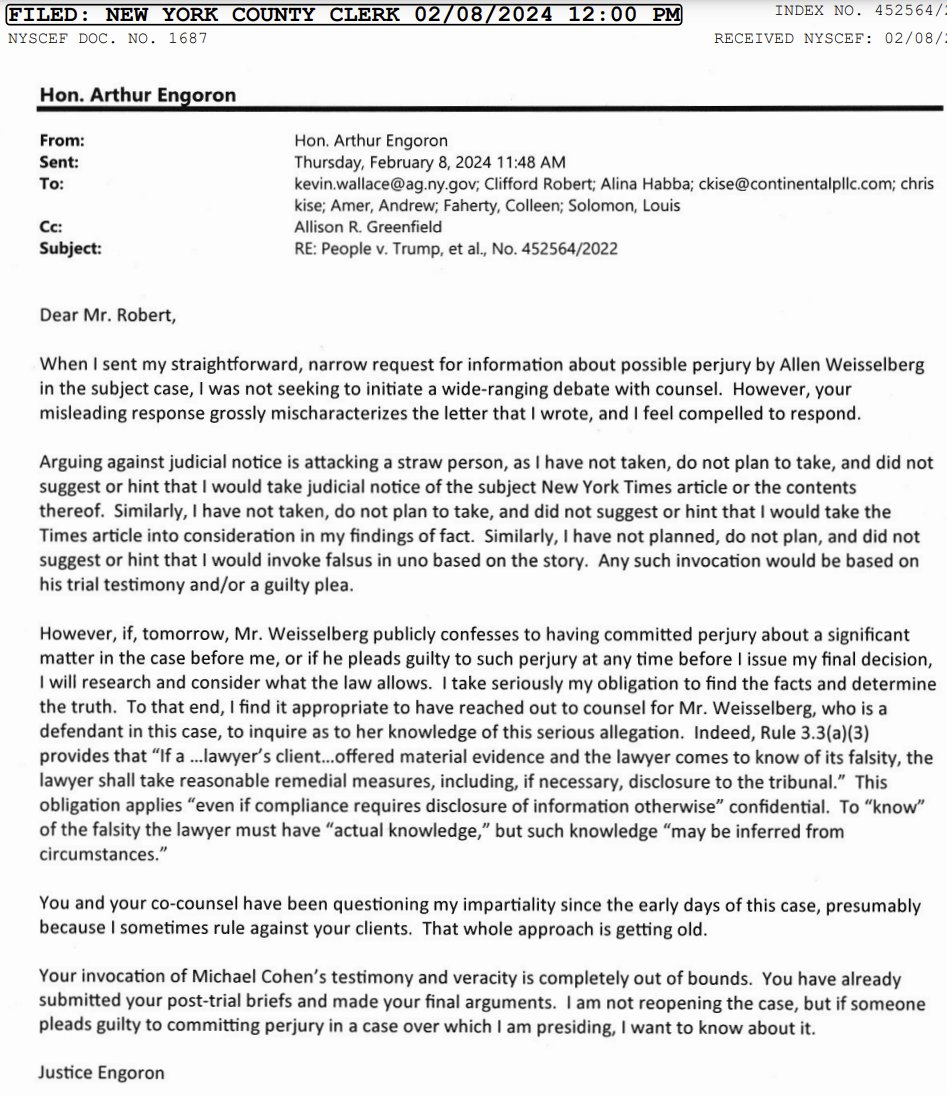 FILED: NEW YORK COUNTY CLERK 02/08/2024 12:00 PM
INDEX NO. 452564/
NYSCEF DOC. NO. 1687
RECEIVED NYSCEF: 02/08/
Hon. Arthur Engoron
From: Hon. Arthur Engoron
Sent: Thursday, February 8, 2024 11:48 AM
To: kevin.wallace@ag.ny.gov; Clifford Robert; Alina Habba; ckise@continentalpllc.com; chris
kise; Amer, Andrew; Faherty, Colleen; Solomon, Louis
Cc: Allison R. Greenfield
Subject: RE: People v. Trump, et al., No. 452564/2022
Dear Mr. Robert,
When I sent my straightforward, narrow request for information about possible perjury by Allen Weisselberg
in the subject case, I was not seeking to initiate a wide-ranging debate with counsel.  However, your
misleading response grossly mischaracterizes the letter that I wrote, and I feel compelled to respond.
Arguing against judicial notice is attacking a straw person, as I have not taken, do not plan to take, and did not
suggest or hint that I would take judicial notice of the subject New York Times article or the contents
thereof.  Similarly, I have not taken, do not plan to take, and did not suggest or hint that I would take the
Times article into consideration in my findings of fact.  Similarly, I have not planned, do not plan, and did not
suggest or hint that I would invoke falsus in uno based on the story.  Any such invocation would be based on
his trial testimony and/or a guilty plea.
However, if, tomorrow, Mr. Weisselberg publicly confesses to having committed perjury about a significant
matter in the case before me, or if he pleads guilty to such perjury at any time before I issue my final decision,
I will research and consider what the law allows.  I take seriously my obligation to find the facts and determine
the truth.  To that end, I find it appropriate to have reached out to counsel for Mr. Weisselberg, who is a
defendant in this case, to inquire as to her knowledge of this serious allegation.  Indeed, Rule 3.3(a)(3)
provides that “If a ...lawyer’s client...offered material evidence and the lawyer comes to know of its falsity, the
lawyer shall take reasonable remedial measures, including, if necessary, disclosure to the tribunal.”  This
obligation applies “even if compliance requires disclosure of information otherwise” confidential.  To “know”
of the falsity the lawyer must have “actual knowledge,” but such knowledge “may be inferred from
circumstances.”
You and your co-counsel have been questioning my impartiality since the early days of this case, presumably
because I sometimes rule against your clients.  That whole approach is getting old.
Your invocation of Michael Cohen’s testimony and veracity is completely out of bounds.  You have already
submitted your post-trial briefs and made your final arguments.  I am not reopening the case, but if someone
pleads guilty to committing perjury in a case over which I am presiding, I want to know about it.
Justice Engoron